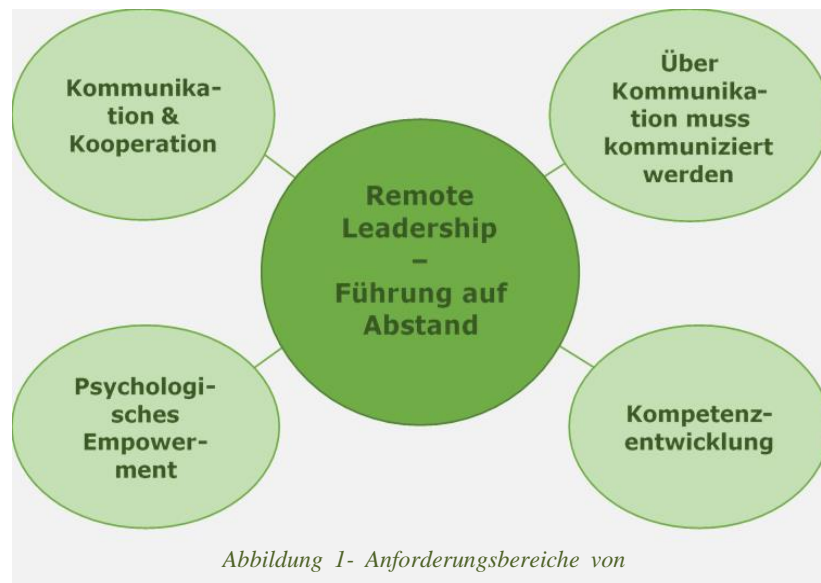 Kommunika-
tion &
Kooperation
Über
Kommunika-
tion muss
kommuniziert
werden
Remote
Leadership
–
Führung auf
Abstand
Psychologi-
sches
Empower-
ment
Kompetenz-
entwicklung
Abbildung 1- Anforderungsbereiche von